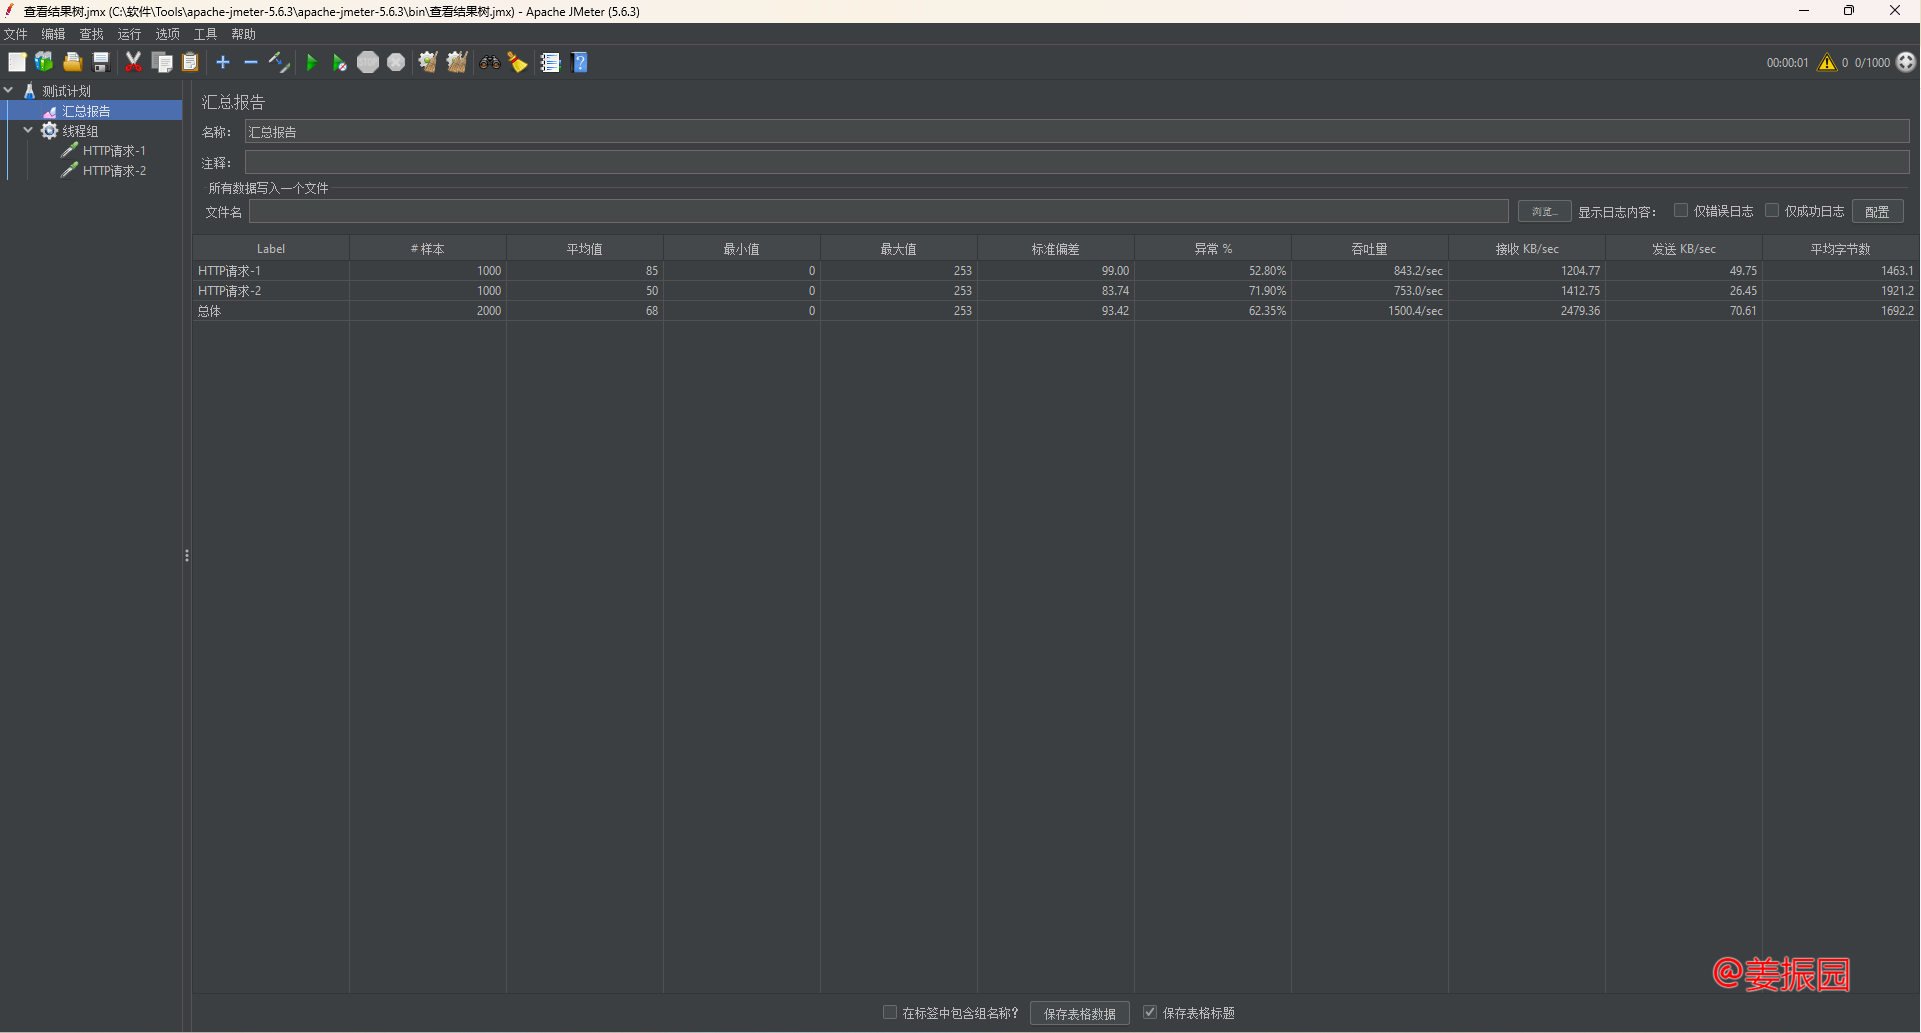 查看结果树.jmx (C:\软件\Tools\apache-jmeter-5.6.3\apache-jmeter-5.6.3\bin\查看结果树.jmx) - Apache JMeter (5.6.3)
文件 编辑 查找 运行 选项 工具 帮助
STOP ? 00:00:01 0 0/1000
测试计划
汇总报告
线程组
HTTP请求-1
HTTP请求-2
汇总报告
名称： 汇总报告
注释：
所有数据写入一个文件
文件名 浏览... 显示日志内容： 仅错误日志 仅成功日志 配置
Label # 样本 平均值 最小值 最大值 标准偏差 异常 % 吞吐量 接收 KB/sec 发送 KB/sec 平均字节数
HTTP请求-1 1000 85 0 253 99.00 52.80% 843.2/sec 1204.77 49.75 1463.1
HTTP请求-2 1000 50 0 253 83.74 71.90% 753.0/sec 1412.75 26.45 1921.2
总体 2000 68 0 253 93.42 62.35% 1500.4/sec 2479.36 70.61 1692.2
@姜振园
在标签中包含组名称？ 保存表格数据 保存表格标题